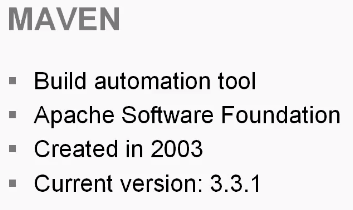 MAVEN
▪ Build automation tool
▪ Apache Software Foundation
▪ Created in 2003
▪ Current version: 3.3.1